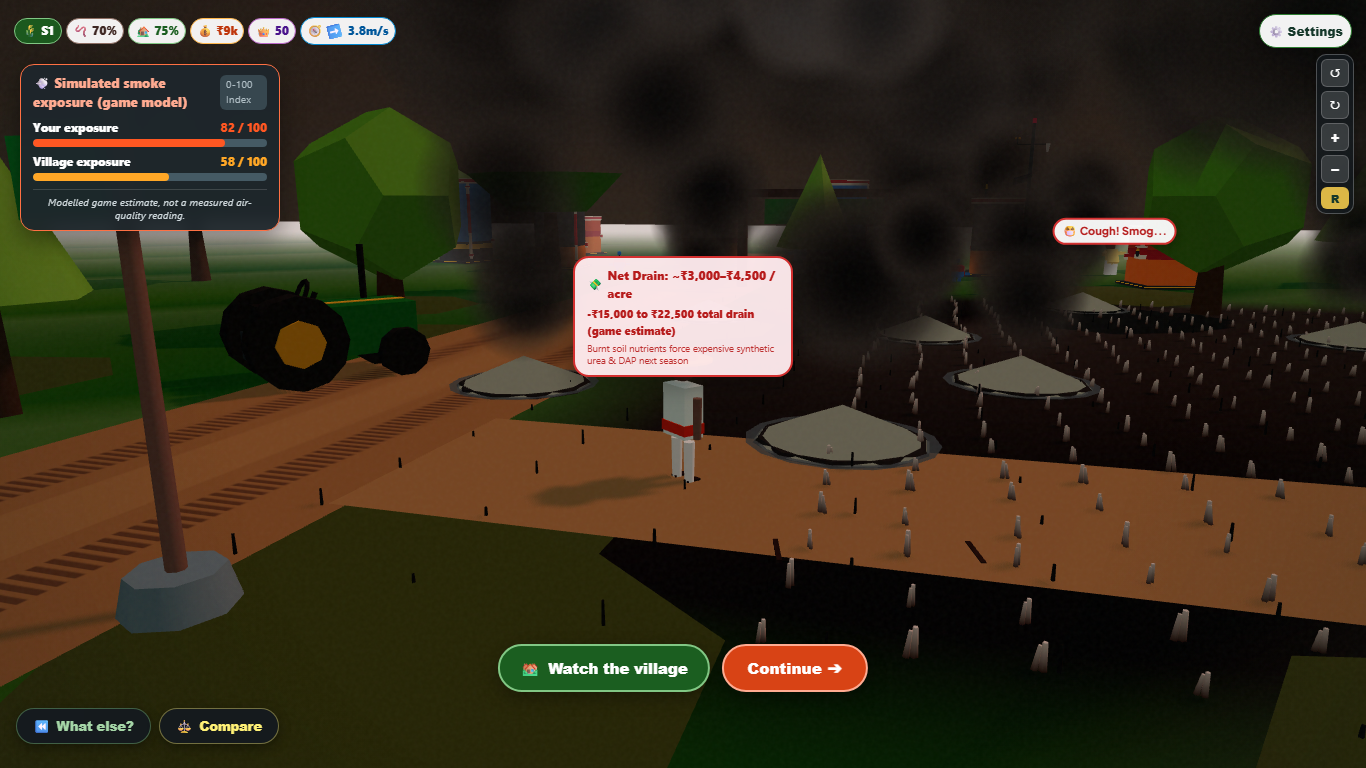 S1
70%
75%
₹9k
50
3.8m/s
Settings
Simulated smoke
exposure (game model)
0-100
Index
Your exposure
82 / 100
Village exposure
58 / 100
Modelled game estimate, not a measured air-
quality reading.
↺
↻
+
−
R
Cough! Smog...
Net Drain: ~₹3,000–₹4,500 /
acre
-₹15,000 to ₹22,500 total drain
(game estimate)
Burnt soil nutrients force expensive synthetic
urea & DAP next season
Watch the village
Continue ➔
What else?
Compare